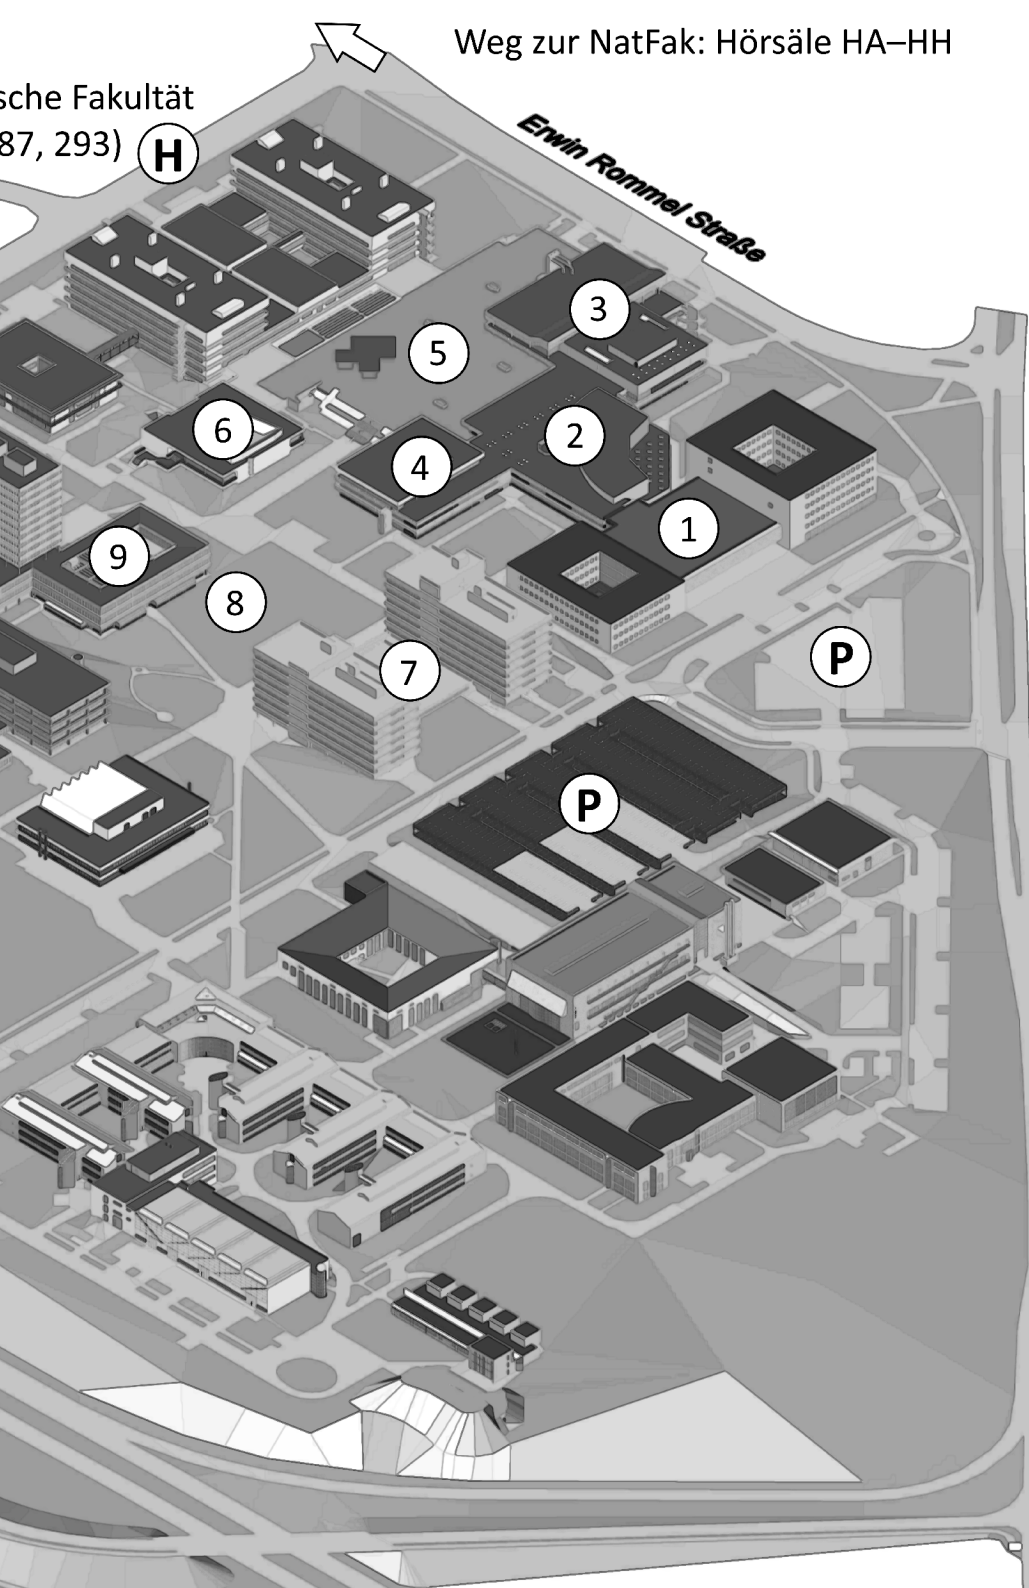 Weg zur NatFak: Hörsäle HA–HH
sche Fakultät
87, 293)
H
Erwin Rommel Straße
3
5
2
6
4
1
9
8
7
P
P